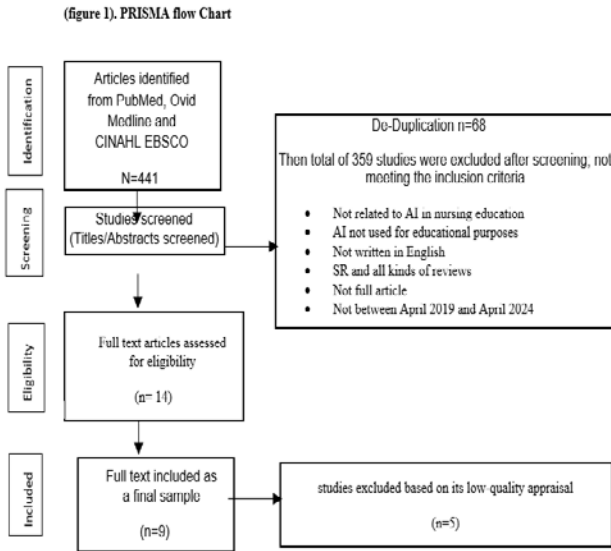 (figure 1). PRISMA flow Chart
Identification
Articles identified
from PubMed, Ovid
Medline and
CINAHL EBSCO
N=441
De-Duplication n=68
Then total of 359 studies were excluded after screening, not
meeting the inclusion criteria
• Not related to AI in nursing education
• AI not used for educational purposes
• Not written in English
• SR and all kinds of reviews
• Not full article
• Not between April 2019 and April 2024
Screening
Studies screened
(Titles/Abstracts screened)
Eligibility
Full text articles assessed
for eligibility
(n= 14)
Included
Full text included as
a final sample
(n=9)
studies excluded based on its low-quality appraisal
(n=5)